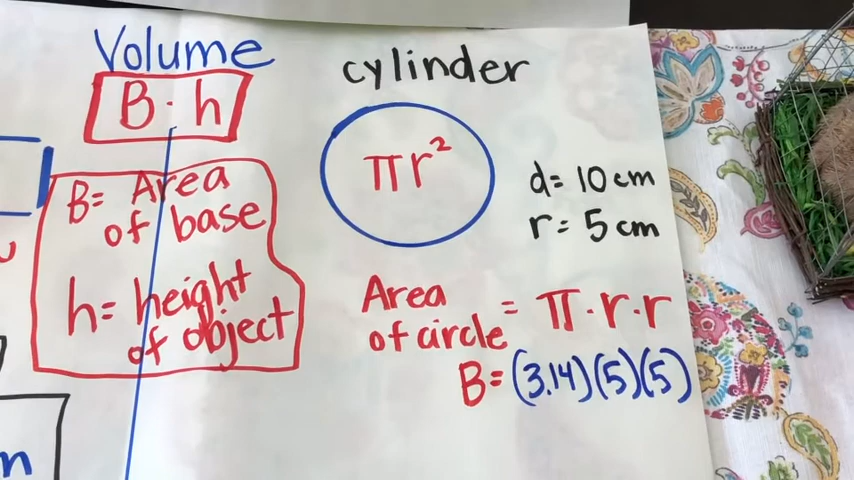 Volume
B · h
B = Area
of base
h = height
of object
cylinder
πr²
d = 10 cm
r = 5 cm
Area
of circle = π · r · r
B = (3.14)(5)(5)